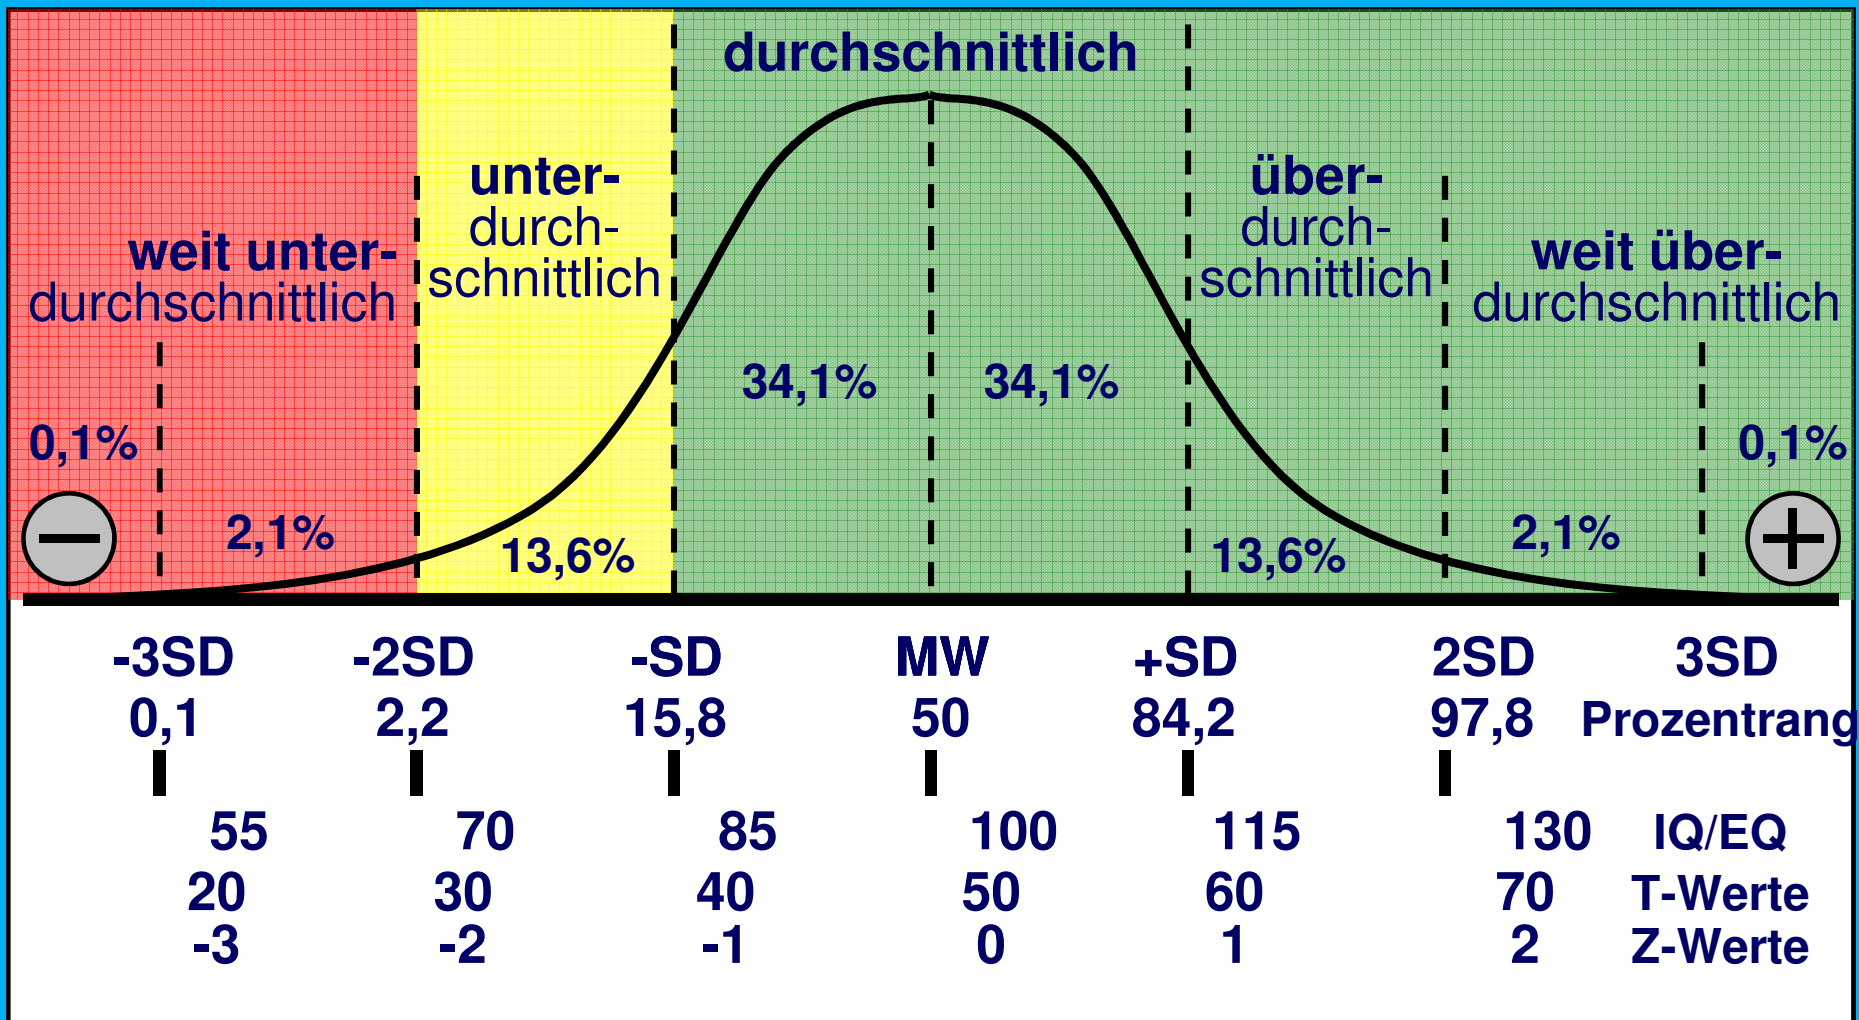 durchschnittlich
unter-
durch-
schnittlich
über-
durch-
schnittlich
weit unter-
durchschnittlich
weit über-
durchschnittlich
34,1% 34,1%
0,1% 0,1%
2,1% 13,6% 13,6% 2,1%
-3SD -2SD -SD MW +SD 2SD 3SD
0,1 2,2 15,8 50 84,2 97,8 Prozentrang
55 70 85 100 115 130 IQ/EQ
20 30 40 50 60 70 T-Werte
-3 -2 -1 0 1 2 Z-Werte